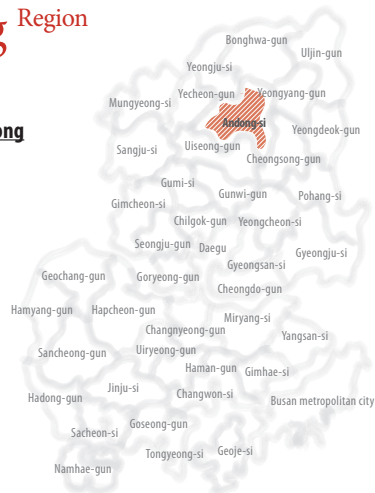 g Region
ong
Bonghwa-gun
Uljin-gun
Yeongju-si
Yecheon-gun
Yeongyang-gun
Mungyeong-si
Andong-si
Yeongdeok-gun
Sangju-si
Uiseong-gun
Cheongsong-gun
Gumi-si
Gunwi-gun
Pohang-si
Gimcheon-si
Chilgok-gun
Yeongcheon-si
Seongju-gun
Daegu
Gyeongju-si
Gyeongsan-si
Geochang-gun
Goryeong-gun
Cheongdo-gun
Hamyang-gun
Hapcheon-gun
Miryang-si
Changnyeong-gun
Yangsan-si
Sancheong-gun
Uiryeong-gun
Haman-gun
Gimhae-si
Jinju-si
Changwon-si
Hadong-gun
Busan metropolitan city
Goseong-gun
Sacheon-si
Tongyeong-si
Geoje-si
Namhae-gun